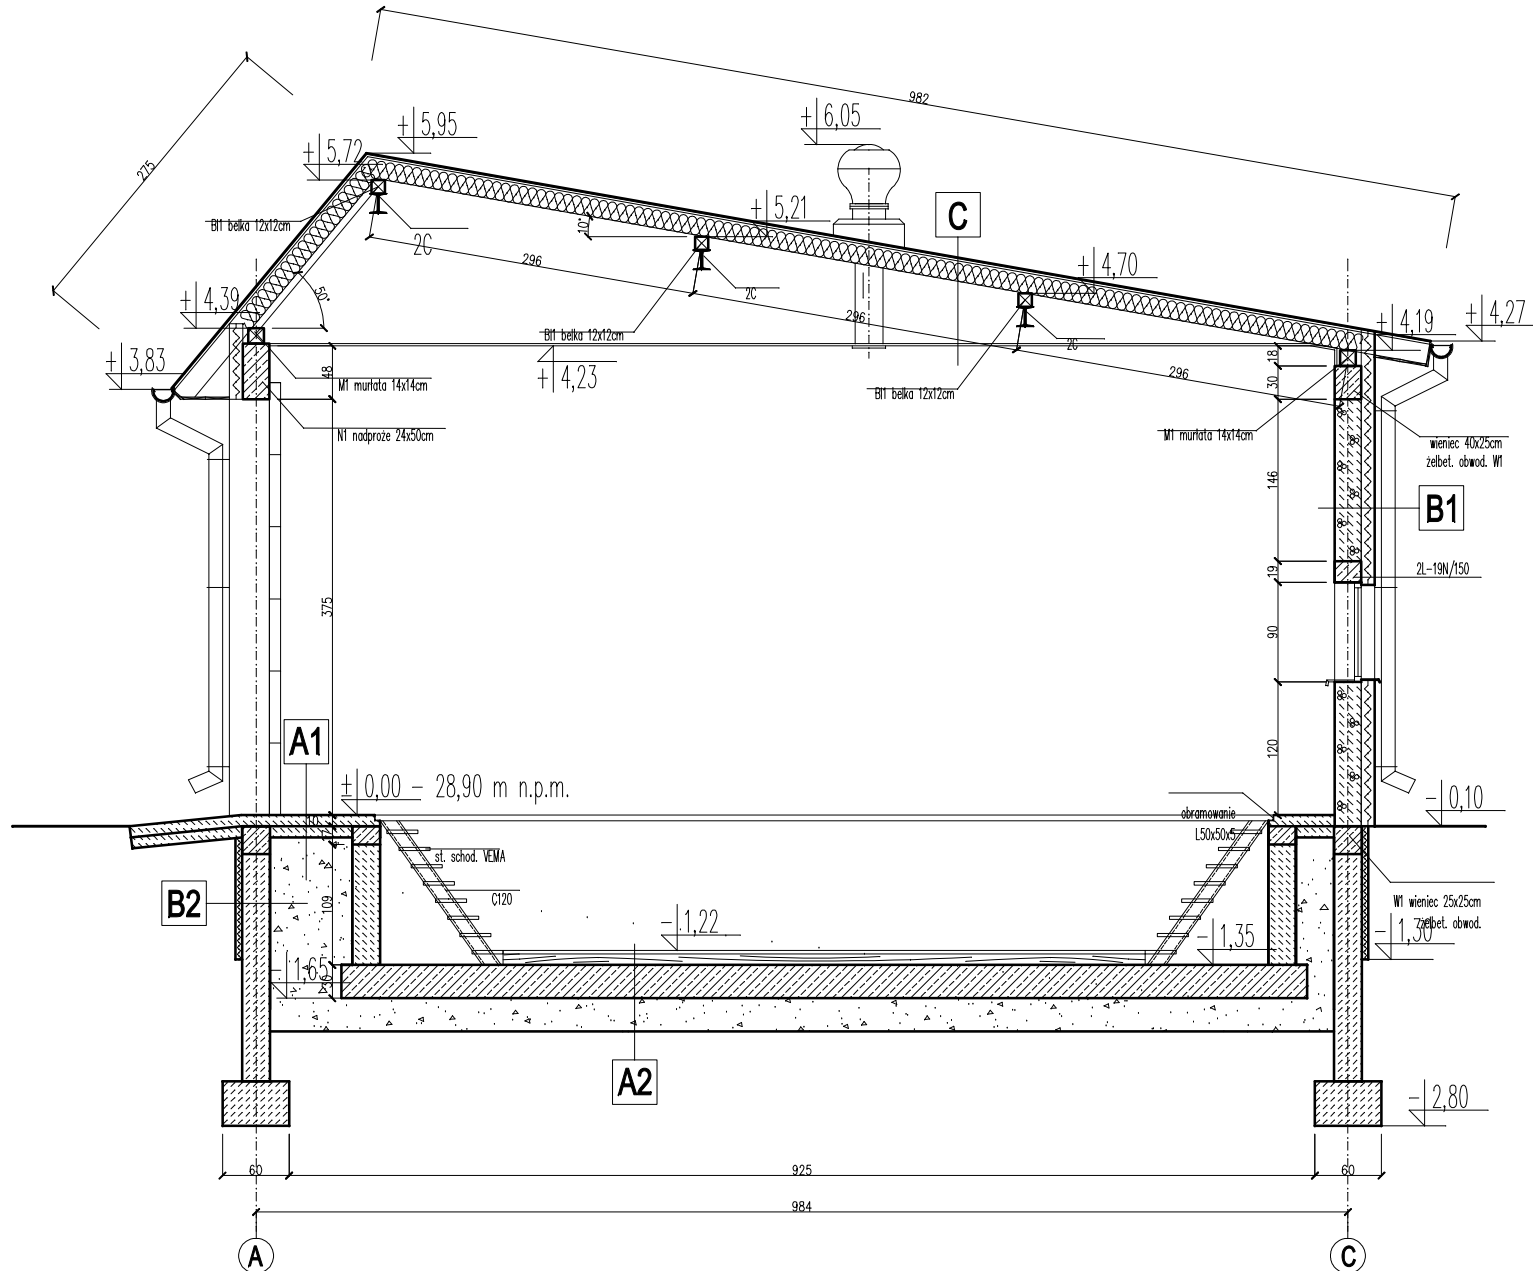 982
275
+5,95
+6,05
+5,72
+5,21
C
Bl1 belka 12x12cm
2C
10°
296
+4,70
+4,39
50°
2C
+4,19
+4,27
Bl1 belka 12x12cm
296
2C
+3,83
48
M1 murłata 14x14cm
+4,23
18
30
296
Bl1 belka 12x12cm
N1 nadproże 24x50cm
M1 murłata 14x14cm
wieniec 40x25cm
żelbet. obwod. W1
146
B1
19
2L-19N/150
375
90
A1
120
±0,00 - 28,90 m n.p.m.
-0,10
10
obramowanie
L50x50x5
st. schod. VEMA
B2
109
C120
W1 wieniec 25x25cm
żelbet. obwod.
-1,22
-1,35
-1,30
-1,65
30
A2
-2,80
60
925
60
984
A
C